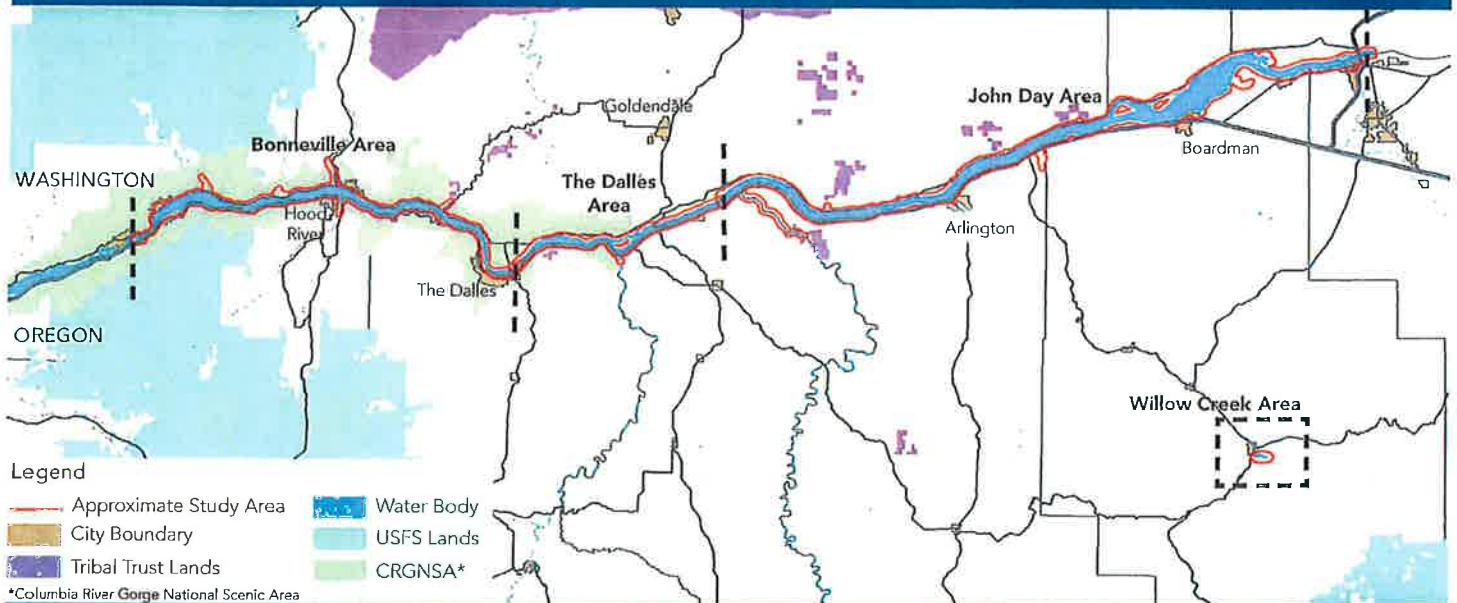 Goldendale
John Day Area
Bonneville Area
Boardman
WASHINGTON
The Dalles
Area
Hood
River
Arlington
The Dalles
OREGON
Willow Creek Area
Legend
Approximate Study Area
Water Body
City Boundary
USFS Lands
Tribal Trust Lands
CRGNSA*
*Columbia River Gorge National Scenic Area